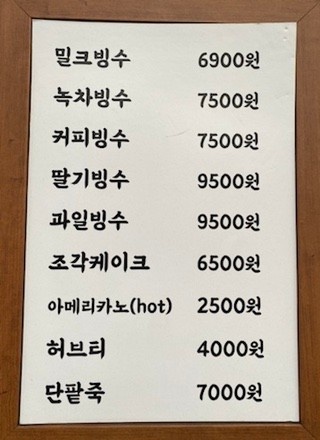 밀크빙수 6900원
녹차빙수 7500원
커피빙수 7500원
딸기빙수 9500원
과일빙수 9500원
조각케이크 6500원
아메리카노(hot) 2500원
허브티 4000원
단팥죽 7000원